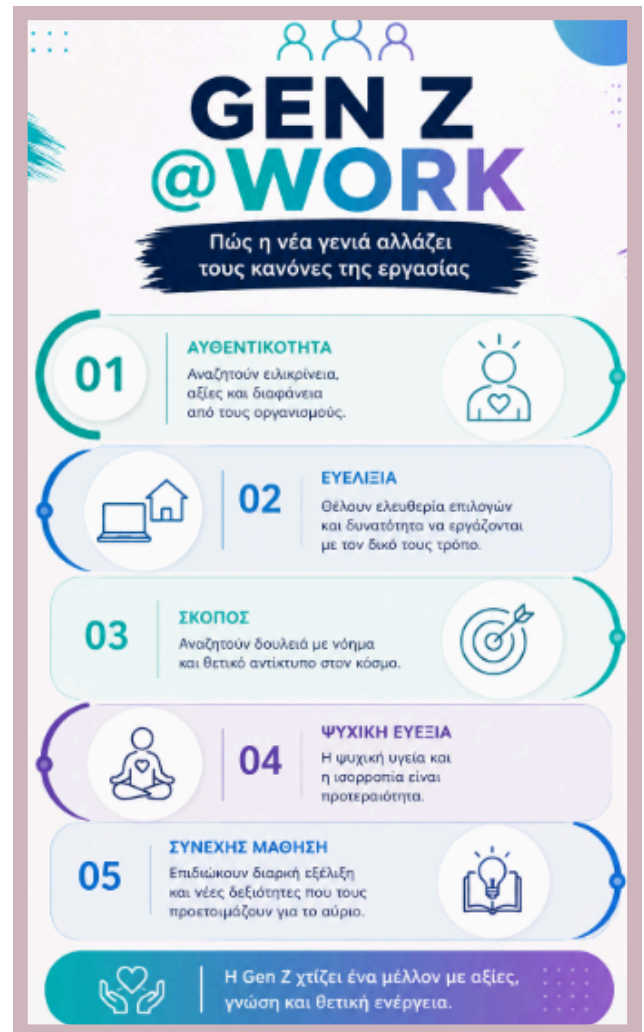 GEN Z
@WORK
Πώς η νέα γενιά αλλάζει
τους κανόνες της εργασίας
01
ΑΥΘΕΝΤΙΚΟΤΗΤΑ
Αναζητούν ειλικρίνεια,
αξίες και διαφάνεια
από τους οργανισμούς.
02
ΕΥΕΛΙΞΙΑ
Θέλουν ελευθερία επιλογών
και δυνατότητα να εργάζονται
με τον δικό τους τρόπο.
03
ΣΚΟΠΟΣ
Αναζητούν δουλειά με νόημα
και θετικό αντίκτυπο στον κόσμο.
04
ΨΥΧΙΚΗ ΕΥΕΞΙΑ
Η ψυχική υγεία και
η ισορροπία είναι
προτεραιότητα.
05
ΣΥΝΕΧΗΣ ΜΑΘΗΣΗ
Επιδιώκουν διαρκή εξέλιξη
και νέες δεξιότητες που τους
προετοιμάζουν για το αύριο.
Η Gen Z χτίζει ένα μέλλον με αξίες,
γνώση και θετική ενέργεια.